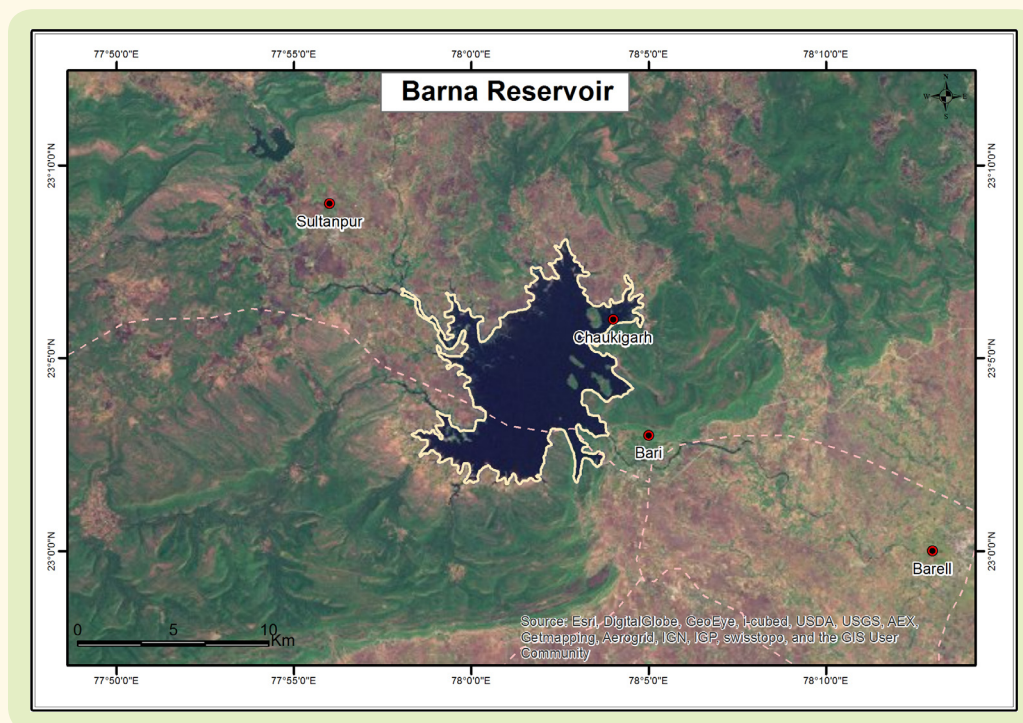 77°50'0"E 77°55'0"E 78°0'0"E 78°5'0"E 78°10'0"E
Barna Reservoir
N
W E
S
23°10'0"N 23°10'0"N
Sultanpur
Chaukigarh
23°5'0"N 23°5'0"N
Bari
23°0'0"N 23°0'0"N
Barell
0 5 10
Km
Source: Esri, DigitalGlobe, GeoEye, i-cubed, USDA, USGS, AEX,
Getmapping, Aerogrid, IGN, IGP, swisstopo, and the GIS User
Community
77°50'0"E 77°55'0"E 78°0'0"E 78°5'0"E 78°10'0"E